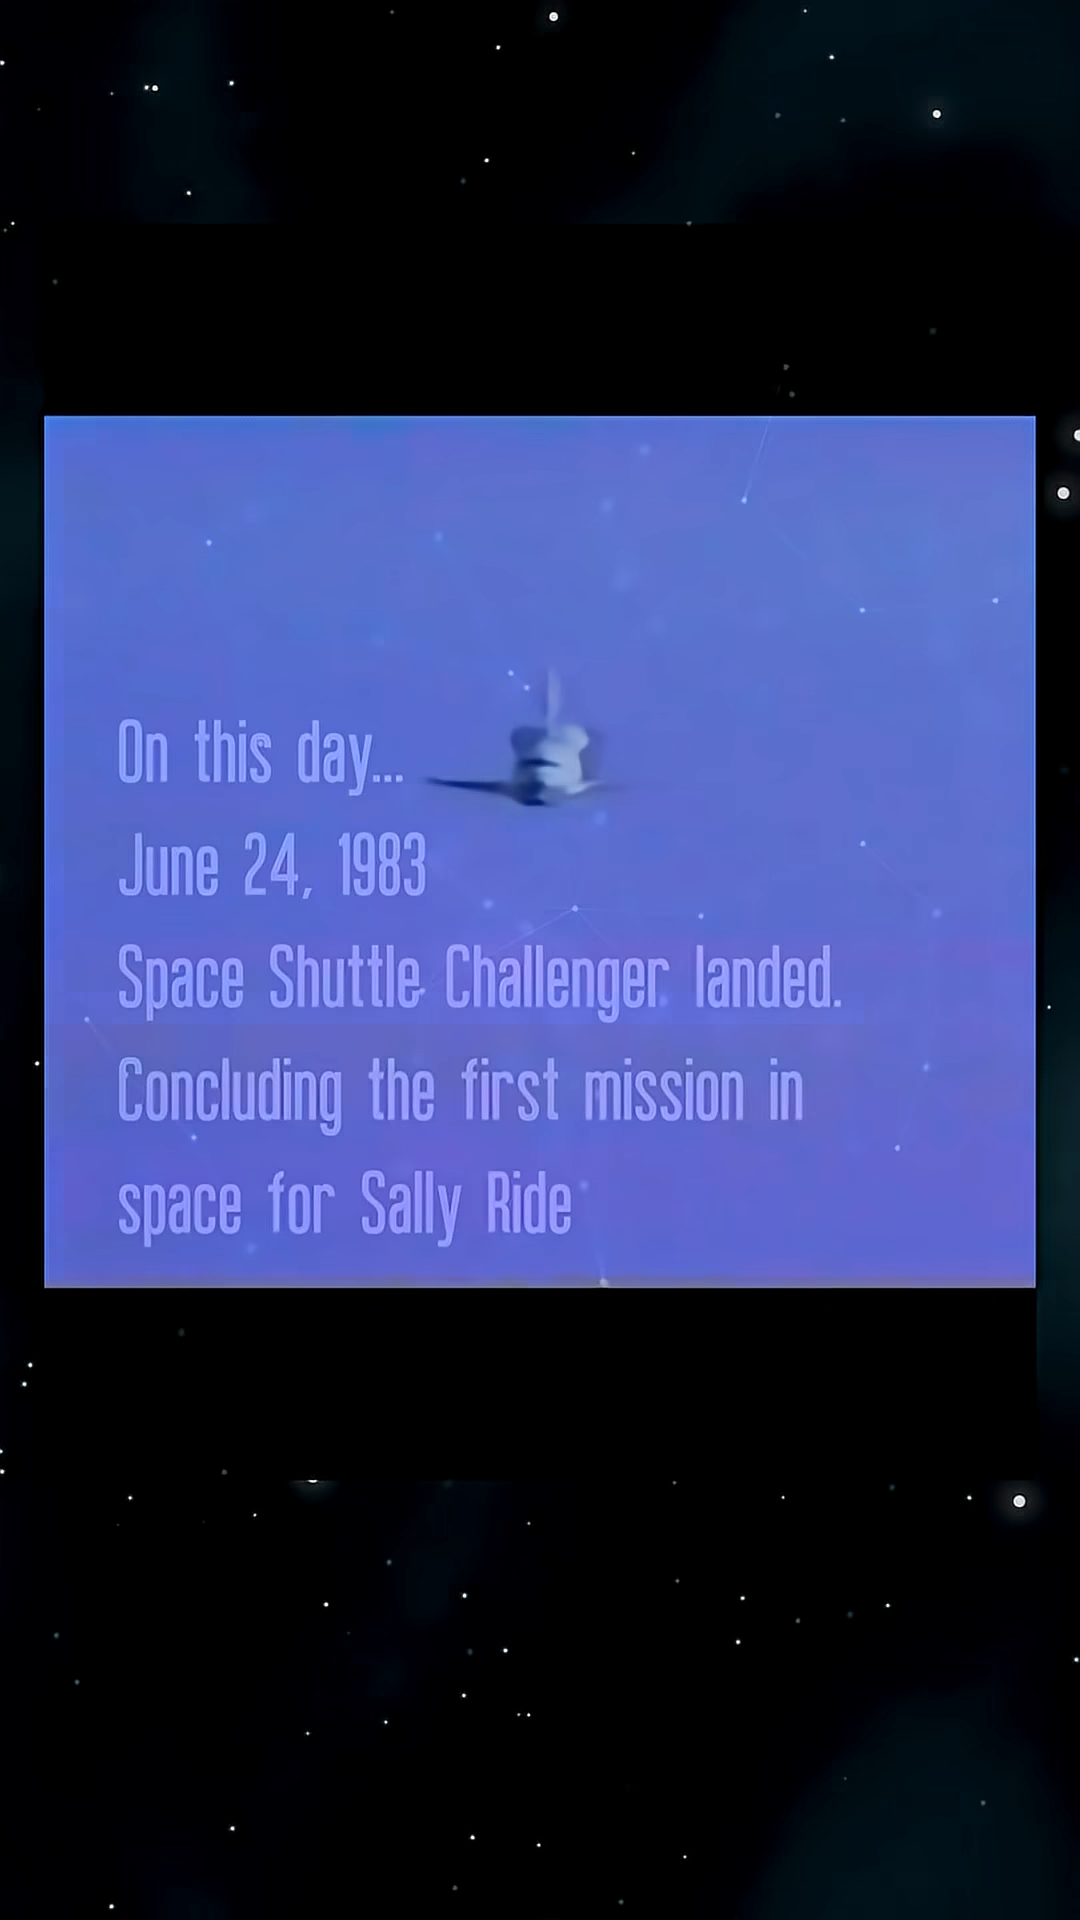 On this day...
June 24, 1983
Space Shuttle Challenger landed.
Concluding the first mission in
space for Sally Ride